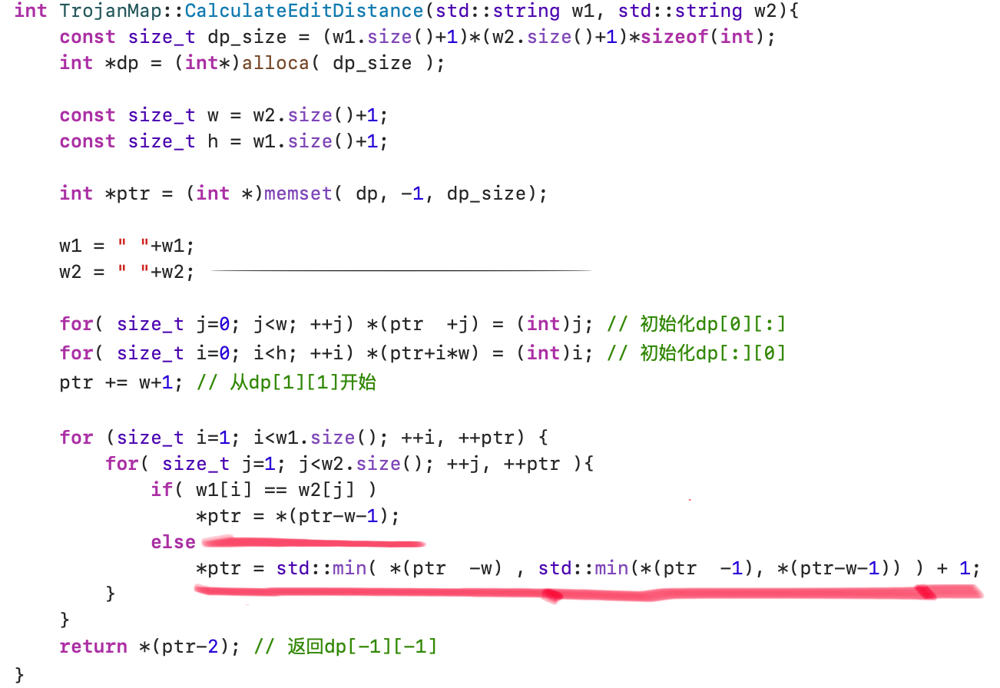 int TrojanMap::CalculateEditDistance(std::string w1, std::string w2){
    const size_t dp_size = (w1.size()+1)*(w2.size()+1)*sizeof(int);
    int *dp = (int*)alloca( dp_size );
    const size_t w = w2.size()+1;
    const size_t h = w1.size()+1;
    int *ptr = (int *)memset( dp, -1, dp_size);
    w1 = " "+w1;
    w2 = " "+w2;
    for( size_t j=0; j<w; ++j) *(ptr  +j) = (int)j; // 初始化dp[0][:]
    for( size_t i=0; i<h; ++i) *(ptr+i*w) = (int)i; // 初始化dp[:][0]
    ptr += w+1; // 从dp[1][1]开始
    for (size_t i=1; i<w1.size(); ++i, ++ptr) {
        for( size_t j=1; j<w2.size(); ++j, ++ptr ){
            if( w1[i] == w2[j] )
                *ptr = *(ptr-w-1);
            else
                *ptr = std::min( *(ptr  -w) , std::min(*(ptr  -1), *(ptr-w-1)) ) + 1;
        }
    }
    return *(ptr-2); // 返回dp[-1][-1]
}